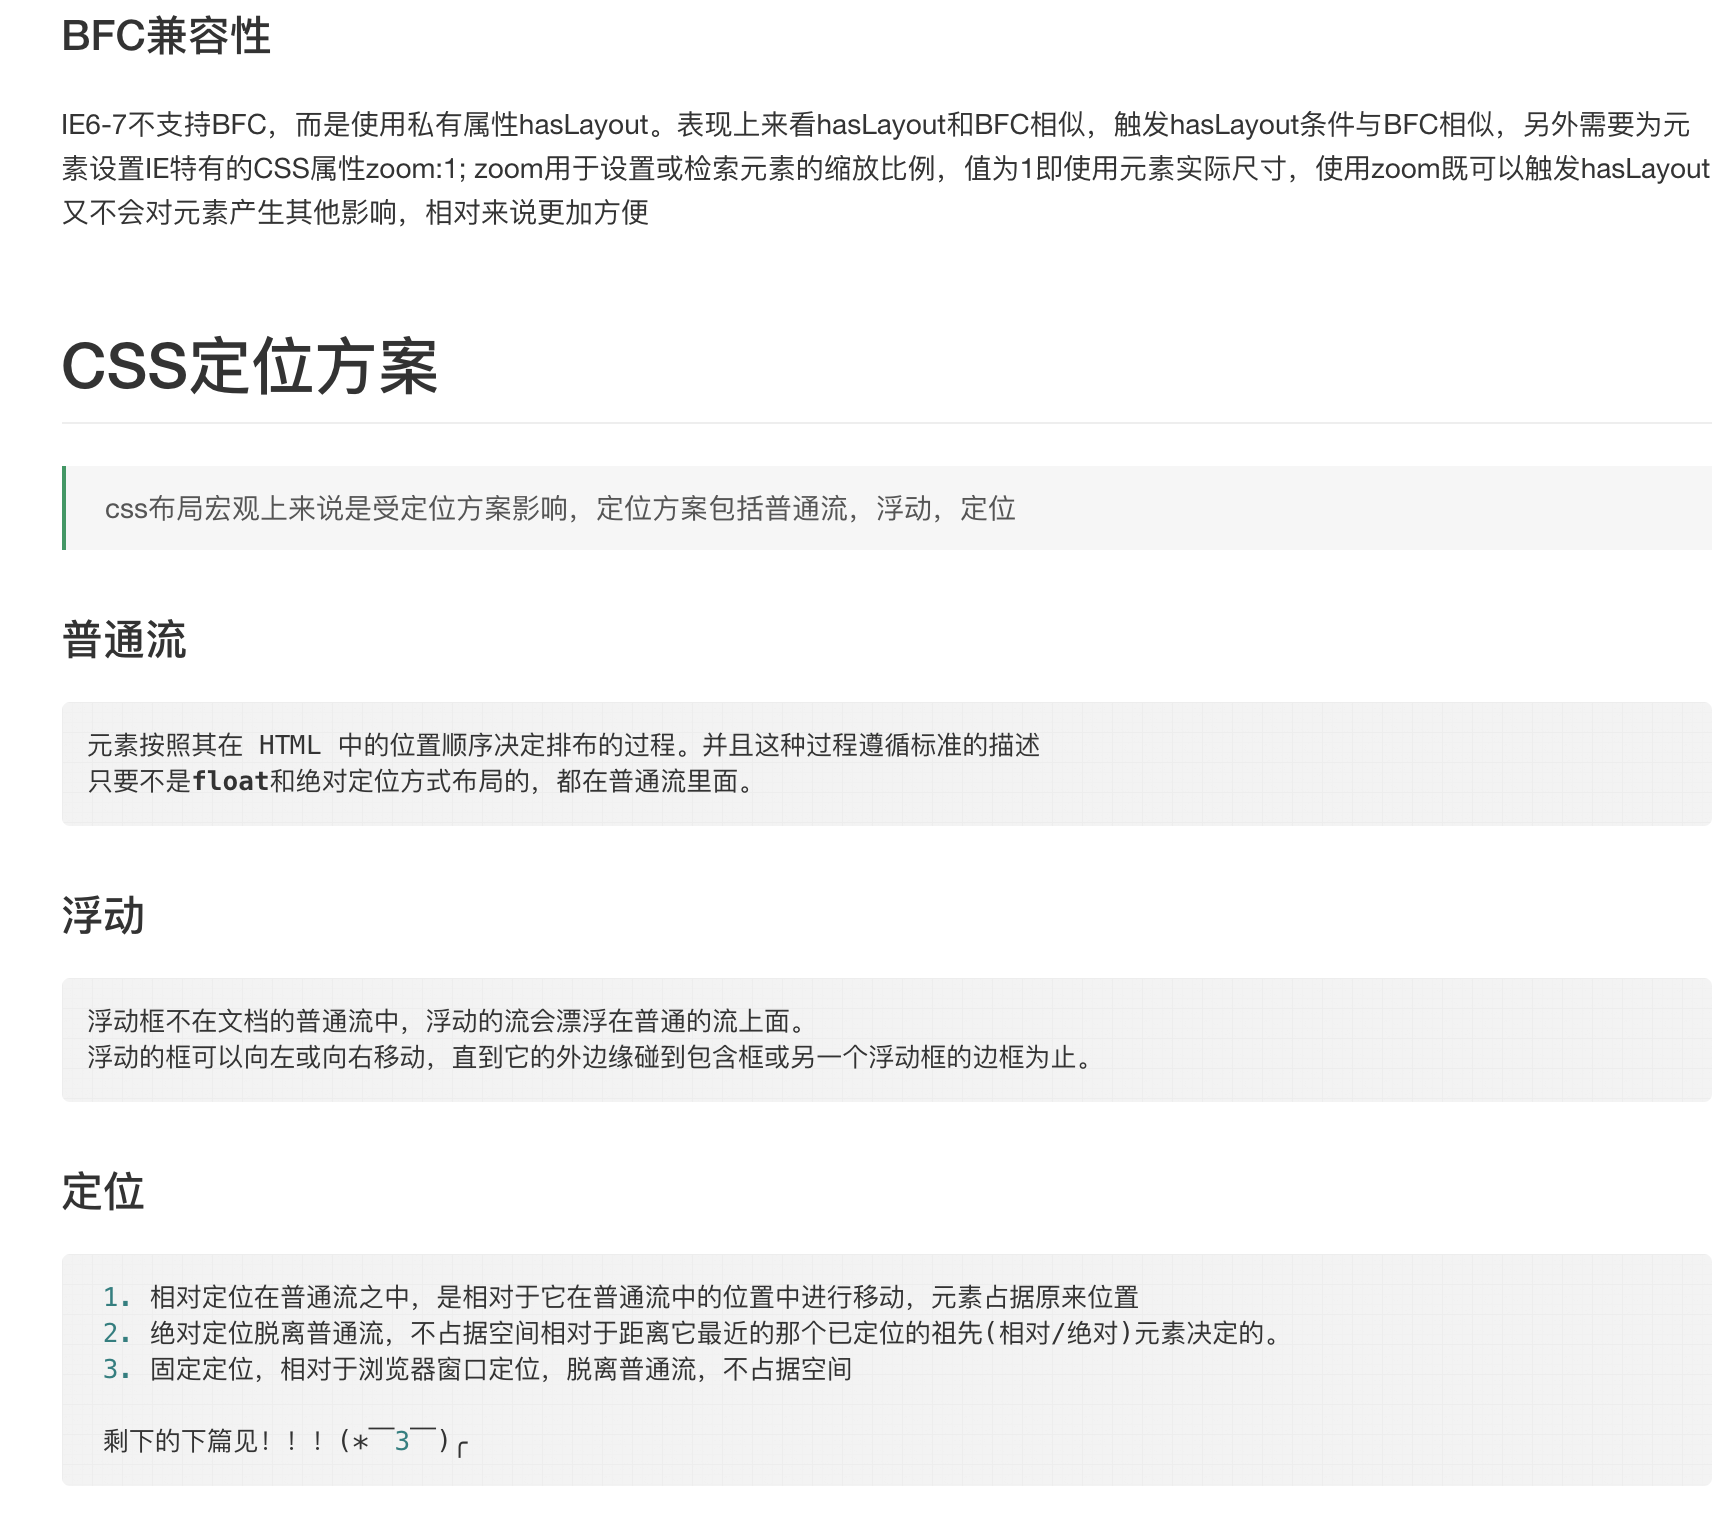 BFC兼容性
IE6-7不支持BFC，而是使用私有属性hasLayout。表现上来看hasLayout和BFC相似，触发hasLayout条件与BFC相似，另外需要为元
素设置IE特有的CSS属性zoom:1; zoom用于设置或检索元素的缩放比例，值为1即使用元素实际尺寸，使用zoom既可以触发hasLayout
又不会对元素产生其他影响，相对来说更加方便
CSS定位方案
css布局宏观上来说是受定位方案影响，定位方案包括普通流，浮动，定位
普通流
元素按照其在 HTML 中的位置顺序决定排布的过程。并且这种过程遵循标准的描述
只要不是float和绝对定位方式布局的，都在普通流里面。
浮动
浮动框不在文档的普通流中，浮动的流会漂浮在普通的流上面。
浮动的框可以向左或向右移动，直到它的外边缘碰到包含框或另一个浮动框的边框为止。
定位
1. 相对定位在普通流之中，是相对于它在普通流中的位置中进行移动，元素占据原来位置
2. 绝对定位脱离普通流，不占据空间相对于距离它最近的那个已定位的祖先(相对/绝对)元素决定的。
3. 固定定位，相对于浏览器窗口定位，脱离普通流，不占据空间
剩下的下篇见！！！(*￣3￣)╭